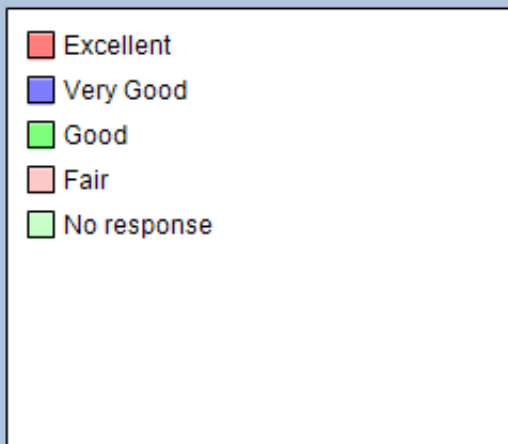 Excellent
Very Good
Good
Fair
No response